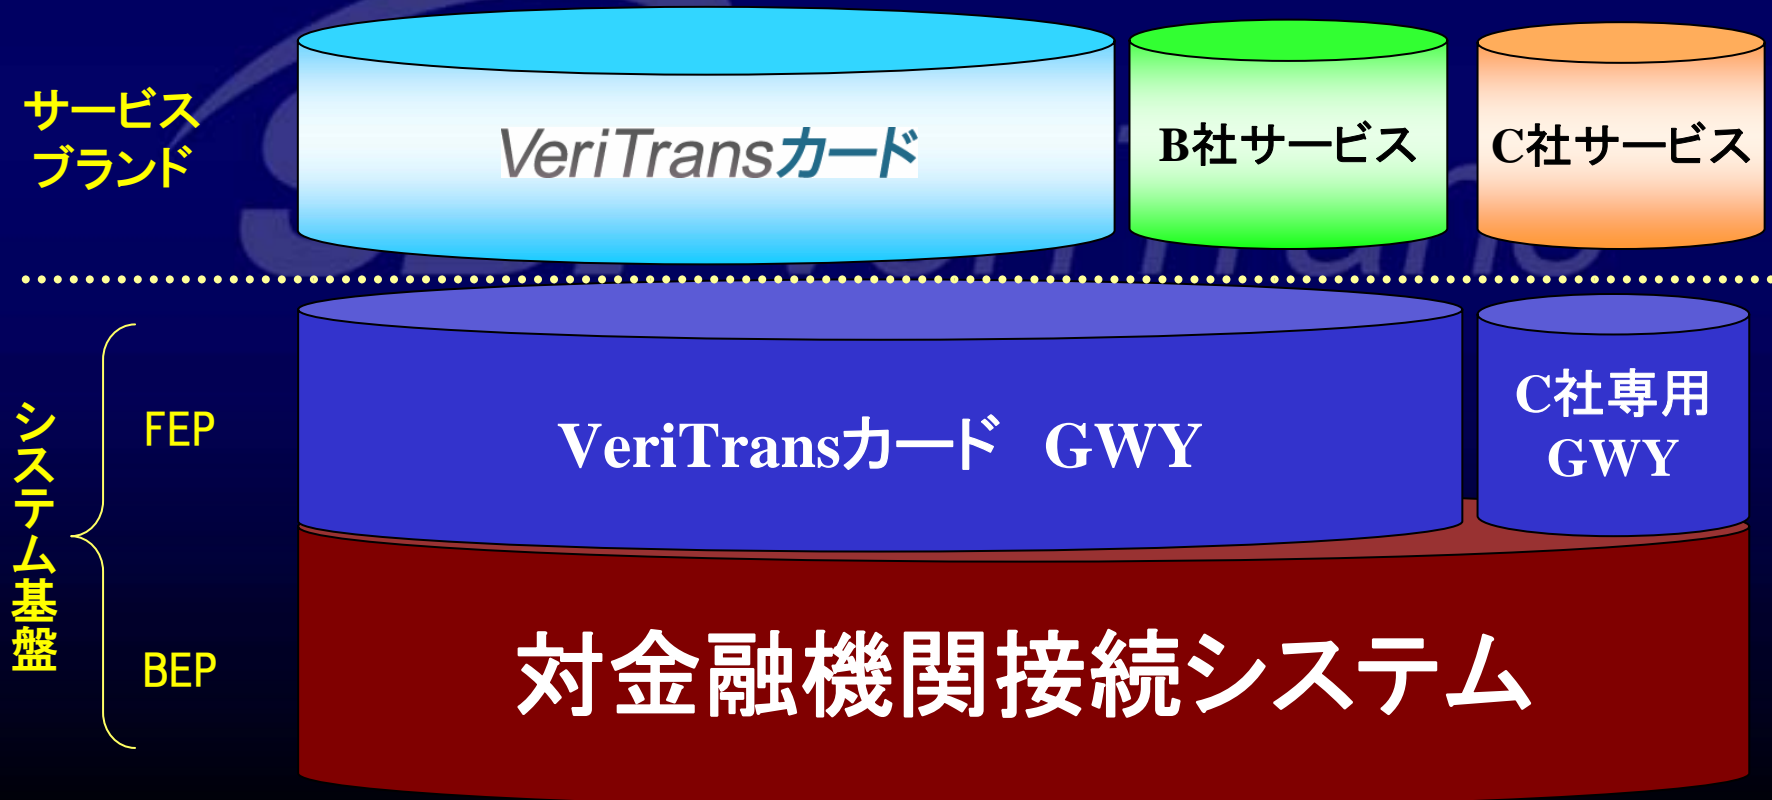 サービス
ブランド
VeriTransカード
B社サービス
C社サービス
システム基盤
FEP
VeriTransカード GWY
C社専用
GWY
BEP
対金融機関接続システム